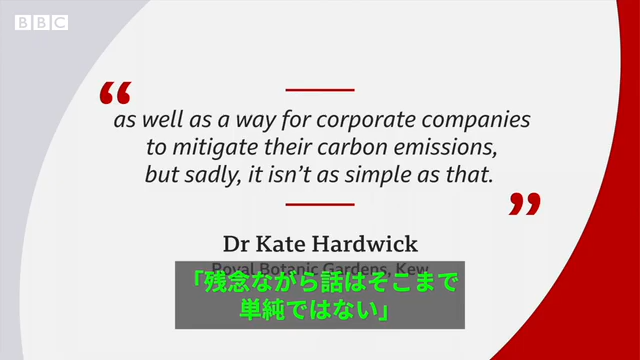 BBC
“
as well as a way for corporate companies
to mitigate their carbon emissions,
but sadly, it isn’t as simple as that.
”
Dr Kate Hardwick
Royal Botanic Gardens, Kew
「残念ながら話はそこまで
単純ではない」